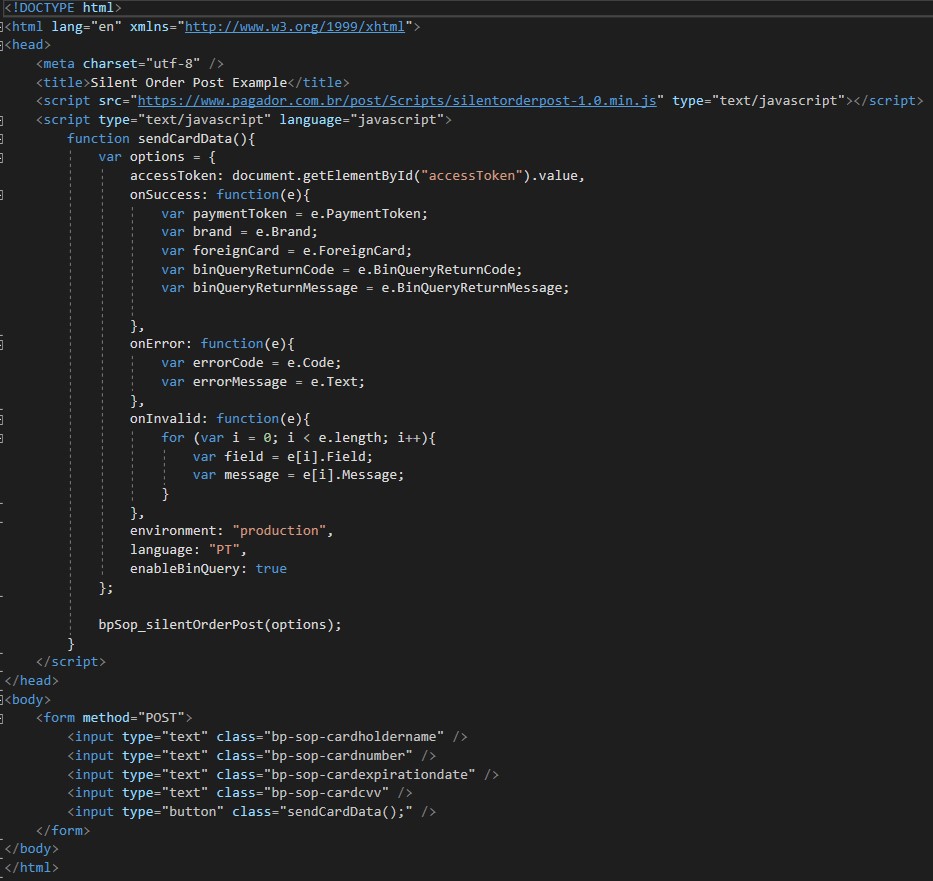 <!DOCTYPE html>
<html lang="en" xmlns="http://www.w3.org/1999/xhtml">
<head>
    <meta charset="utf-8" />
    <title>Silent Order Post Example</title>
    <script src="https://www.pagador.com.br/post/Scripts/silentorderpost-1.0.min.js" type="text/javascript"></script>
    <script type="text/javascript" language="javascript">
        function sendCardData(){
            var options = {
                accessToken: document.getElementById("accessToken").value,
                onSuccess: function(e){
                    var paymentToken = e.PaymentToken;
                    var brand = e.Brand;
                    var foreignCard = e.ForeignCard;
                    var binQueryReturnCode = e.BinQueryReturnCode;
                    var binQueryReturnMessage = e.BinQueryReturnMessage;
                },
                onError: function(e){
                    var errorCode = e.Code;
                    var errorMessage = e.Text;
                },
                onInvalid: function(e){
                    for (var i = 0; i < e.length; i++){
                        var field = e[i].Field;
                        var message = e[i].Message;
                    }
                },
                environment: "production",
                language: "PT",
                enableBinQuery: true
            };
            bpSop_silentOrderPost(options);
        }
    </script>
</head>
<body>
    <form method="POST">
        <input type="text" class="bp-sop-cardholdername" />
        <input type="text" class="bp-sop-cardnumber" />
        <input type="text" class="bp-sop-cardexpirationdate" />
        <input type="text" class="bp-sop-cardcvv" />
        <input type="button" class="sendCardData();" />
    </form>
</body>
</html>